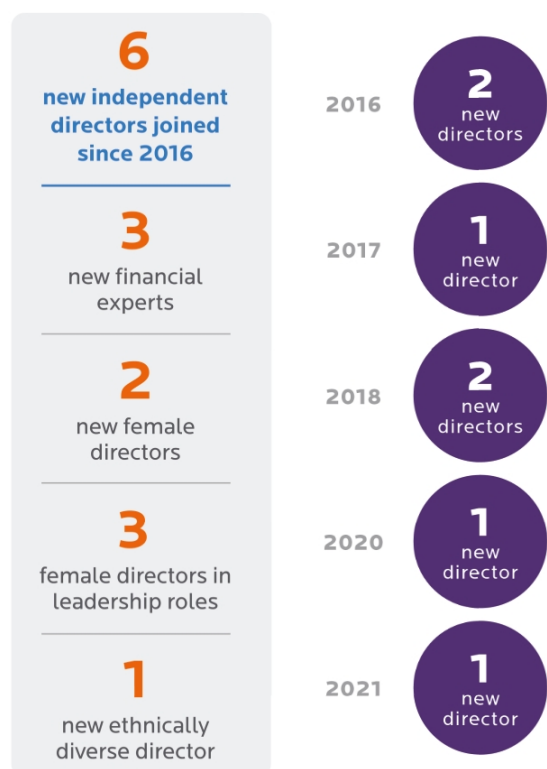 6
new independent
directors joined
since 2016
3
new financial
experts
2
new female
directors
3
female directors in
leadership roles
1
new ethnically
diverse director
2016
2
new
directors
2017
1
new
director
2018
2
new
directors
2020
1
new
director
2021
1
new
director